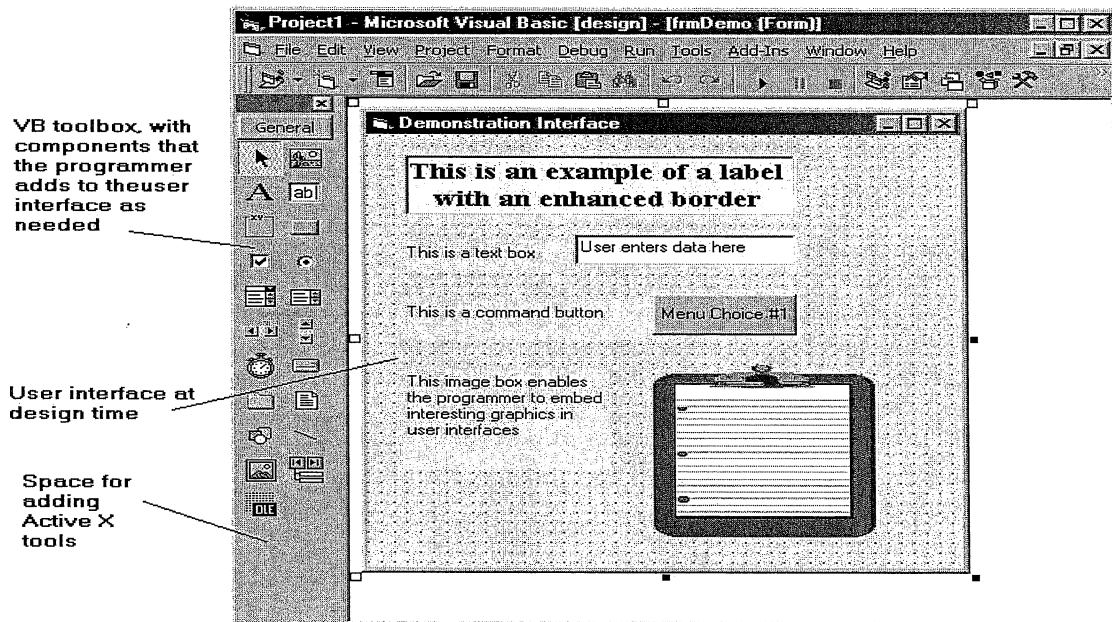 Project1 - Microsoft Visual Basic [design] - [frmDemo (Form)]
File Edit View Project Format Debug Run Tools Add-Ins Window Help
General
VB toolbox, with
components that
the programmer
adds to theuser
interface as
needed
A
ab
xv
OLE
User interface at
design time
Space for
adding
Active X
tools
Demonstration Interface
This is an example of a label
with an enhanced border
This is a text box
User enters data here
This is a command button
Menu Choice #1
This image box enables
the programmer to embed
interesting graphics in
user interfaces